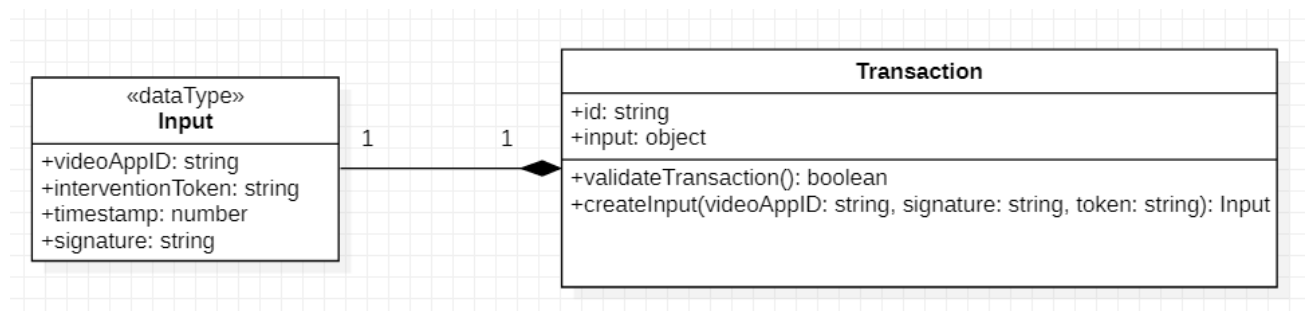 «dataType»
Input
+videoAppID: string
+interventionToken: string
+timestamp: number
+signature: string
1
1
Transaction
+id: string
+input: object
+validateTransaction(): boolean
+createInput(videoAppID: string, signature: string, token: string): Input